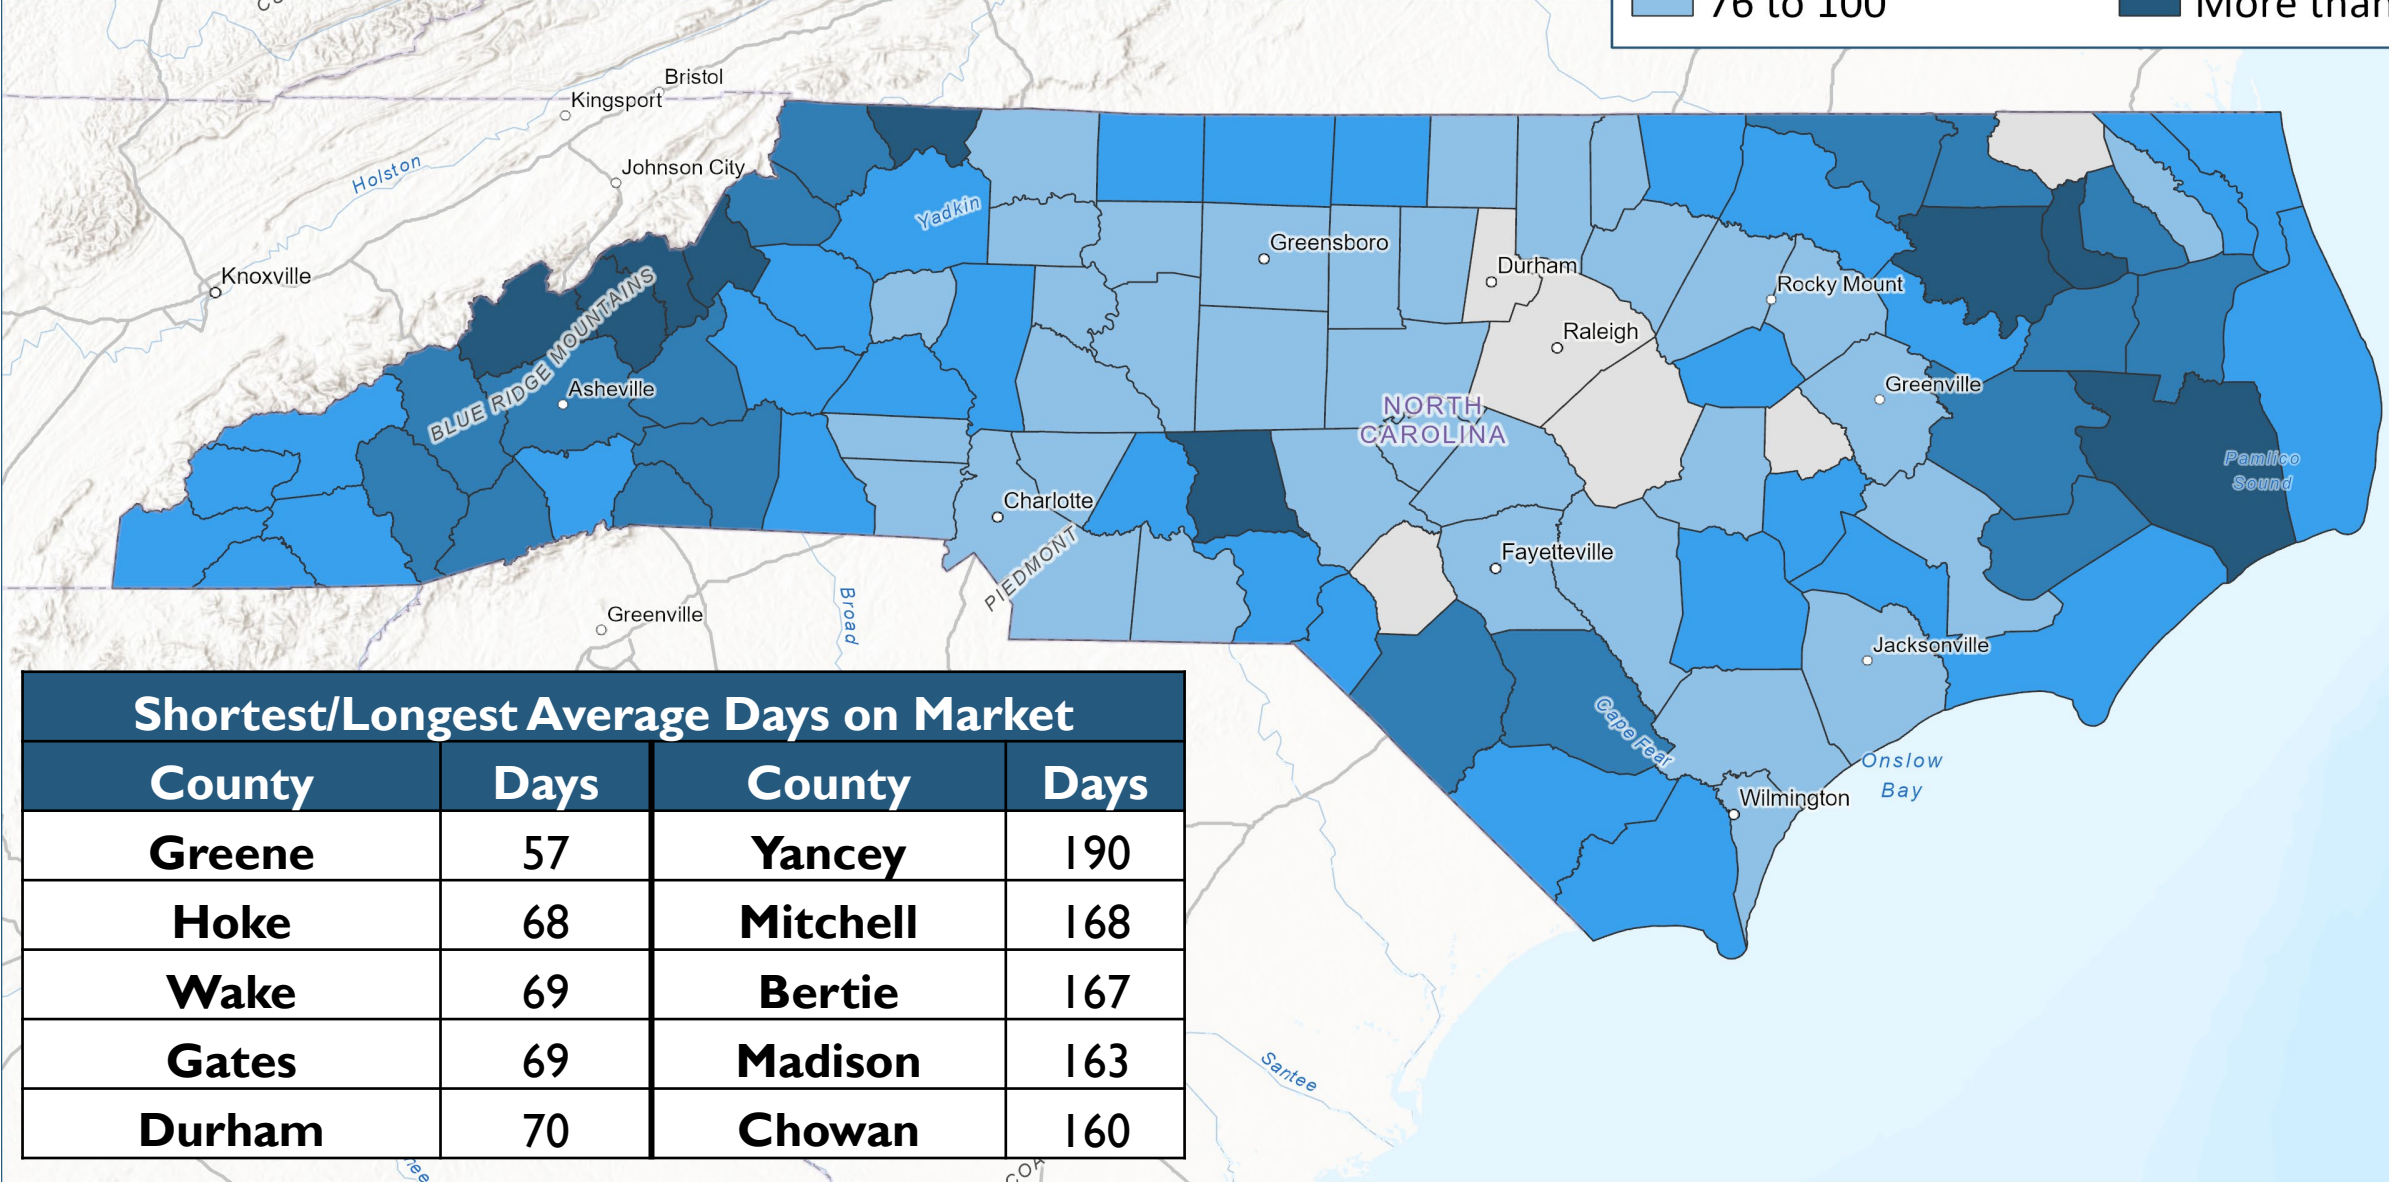 76 to 100
More than
Bristol
Kingsport
Johnson City
Holston
Yadkin
Knoxville
Greensboro
Durham
Rocky Mount
Raleigh
BLUE RIDGE MOUNTAINS
Asheville
Greenville
NORTH
CAROLINA
Pamlico
Sound
Charlotte
PIEDMONT
Fayetteville
Broad
Greenville
Jacksonville
Cape Fear
Onslow
Bay
Wilmington
Santee
Shortest/Longest Average Days on Market
County Days County Days
Greene 57 Yancey 190
Hoke 68 Mitchell 168
Wake 69 Bertie 167
Gates 69 Madison 163
Durham 70 Chowan 160